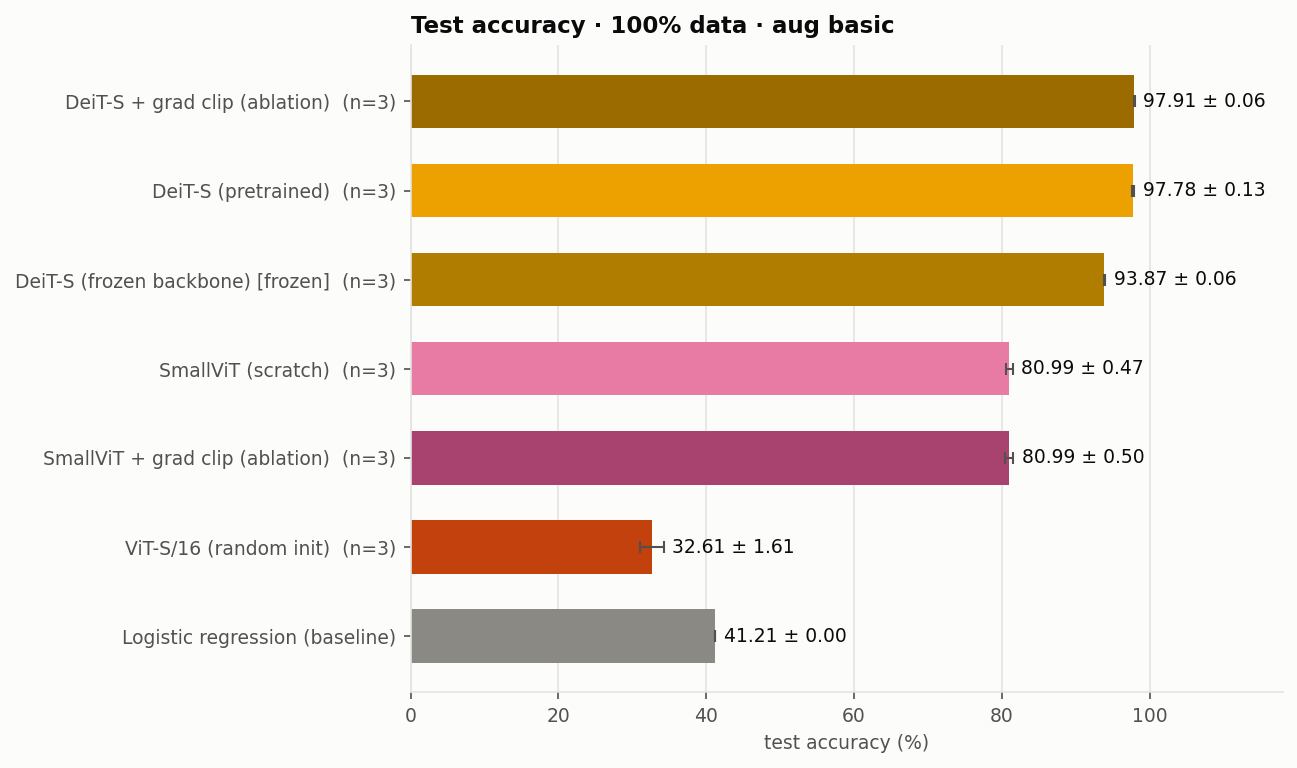 Test accuracy · 100% data · aug basic
DeiT-S + grad clip (ablation)  (n=3)
97.91 ± 0.06
DeiT-S (pretrained)  (n=3)
97.78 ± 0.13
DeiT-S (frozen backbone) [frozen]  (n=3)
93.87 ± 0.06
SmallViT (scratch)  (n=3)
80.99 ± 0.47
SmallViT + grad clip (ablation)  (n=3)
80.99 ± 0.50
ViT-S/16 (random init)  (n=3)
32.61 ± 1.61
Logistic regression (baseline)
41.21 ± 0.00
0 20 40 60 80 100
test accuracy (%)